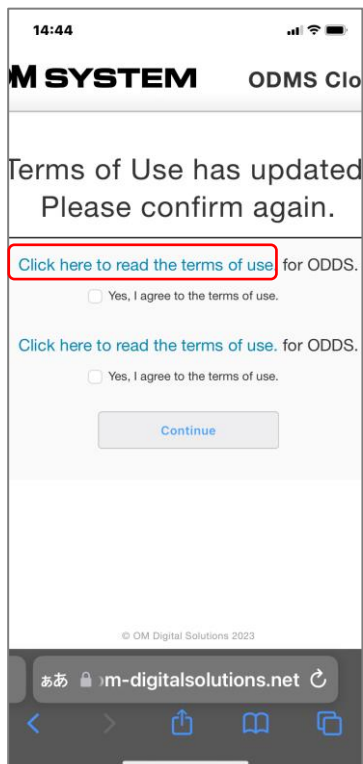 14:44
M SYSTEM ODMS Clo
Terms of Use has updated
Please confirm again.
Click here to read the terms of use. for ODDS.
Yes, I agree to the terms of use.
Click here to read the terms of use. for ODDS.
Yes, I agree to the terms of use.
Continue
© OM Digital Solutions 2023
ぁあ m-digitalsolutions.net